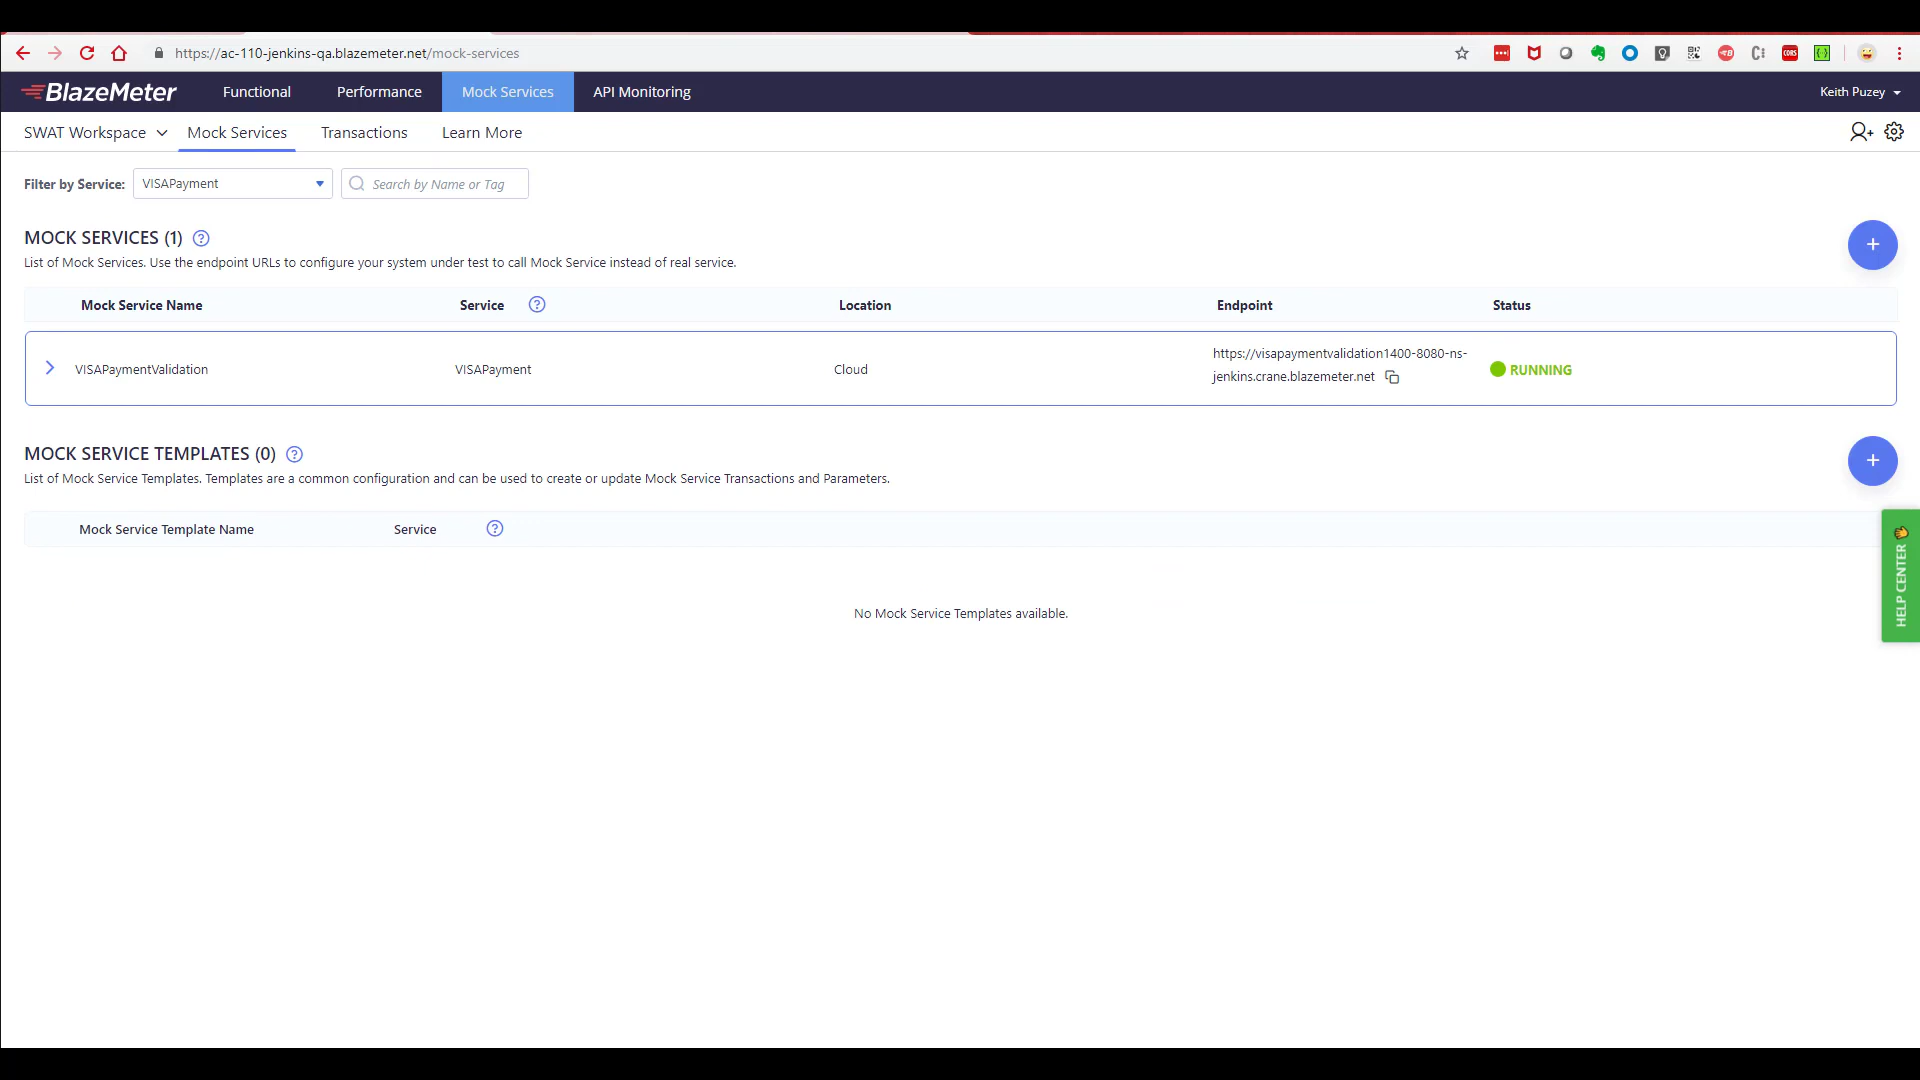 https://ac-110-jenkins-qa.blazemeter.net/mock-services
BlazeMeter Functional Performance Mock Services API Monitoring Keith Puzey
SWAT Workspace Mock Services Transactions Learn More
Filter by Service: VISAPayment Search by Name or Tag
MOCK SERVICES (1) ?
List of Mock Services. Use the endpoint URLs to configure your system under test to call Mock Service instead of real service.
Mock Service Name Service ? Location Endpoint Status
VISAPaymentValidation VISAPayment Cloud https://visapaymentvalidation1400-8080-ns-
jenkins.crane.blazemeter.net RUNNING
MOCK SERVICE TEMPLATES (0) ?
List of Mock Service Templates. Templates are a common configuration and can be used to create or update Mock Service Transactions and Parameters.
Mock Service Template Name Service ?
HELP CENTER
No Mock Service Templates available.